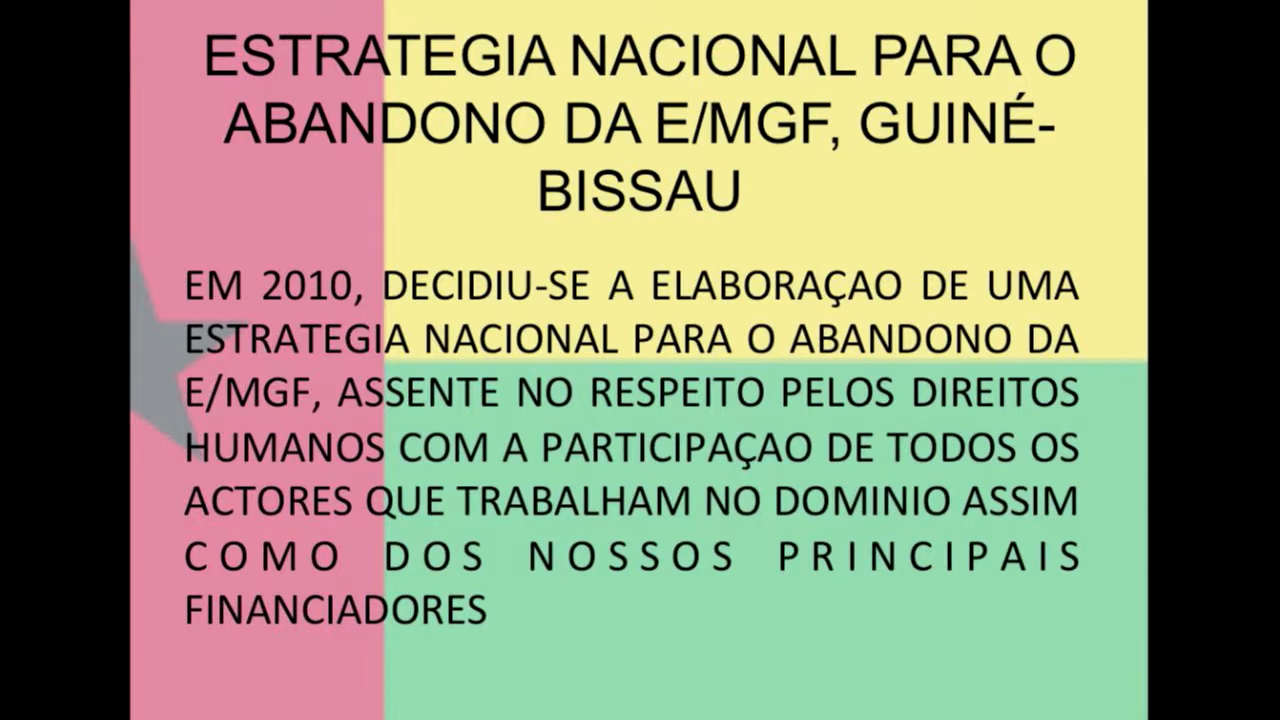 ESTRATEGIA NACIONAL PARA O
ABANDONO DA E/MGF, GUINÉ-
BISSAU
EM 2010, DECIDIU-SE A ELABORAÇAO DE UMA
ESTRATEGIA NACIONAL PARA O ABANDONO DA
E/MGF, ASSENTE NO RESPEITO PELOS DIREITOS
HUMANOS COM A PARTICIPAÇAO DE TODOS OS
ACTORES QUE TRABALHAM NO DOMINIO ASSIM
COMO DOS NOSSOS PRINCIPAIS
FINANCIADORES